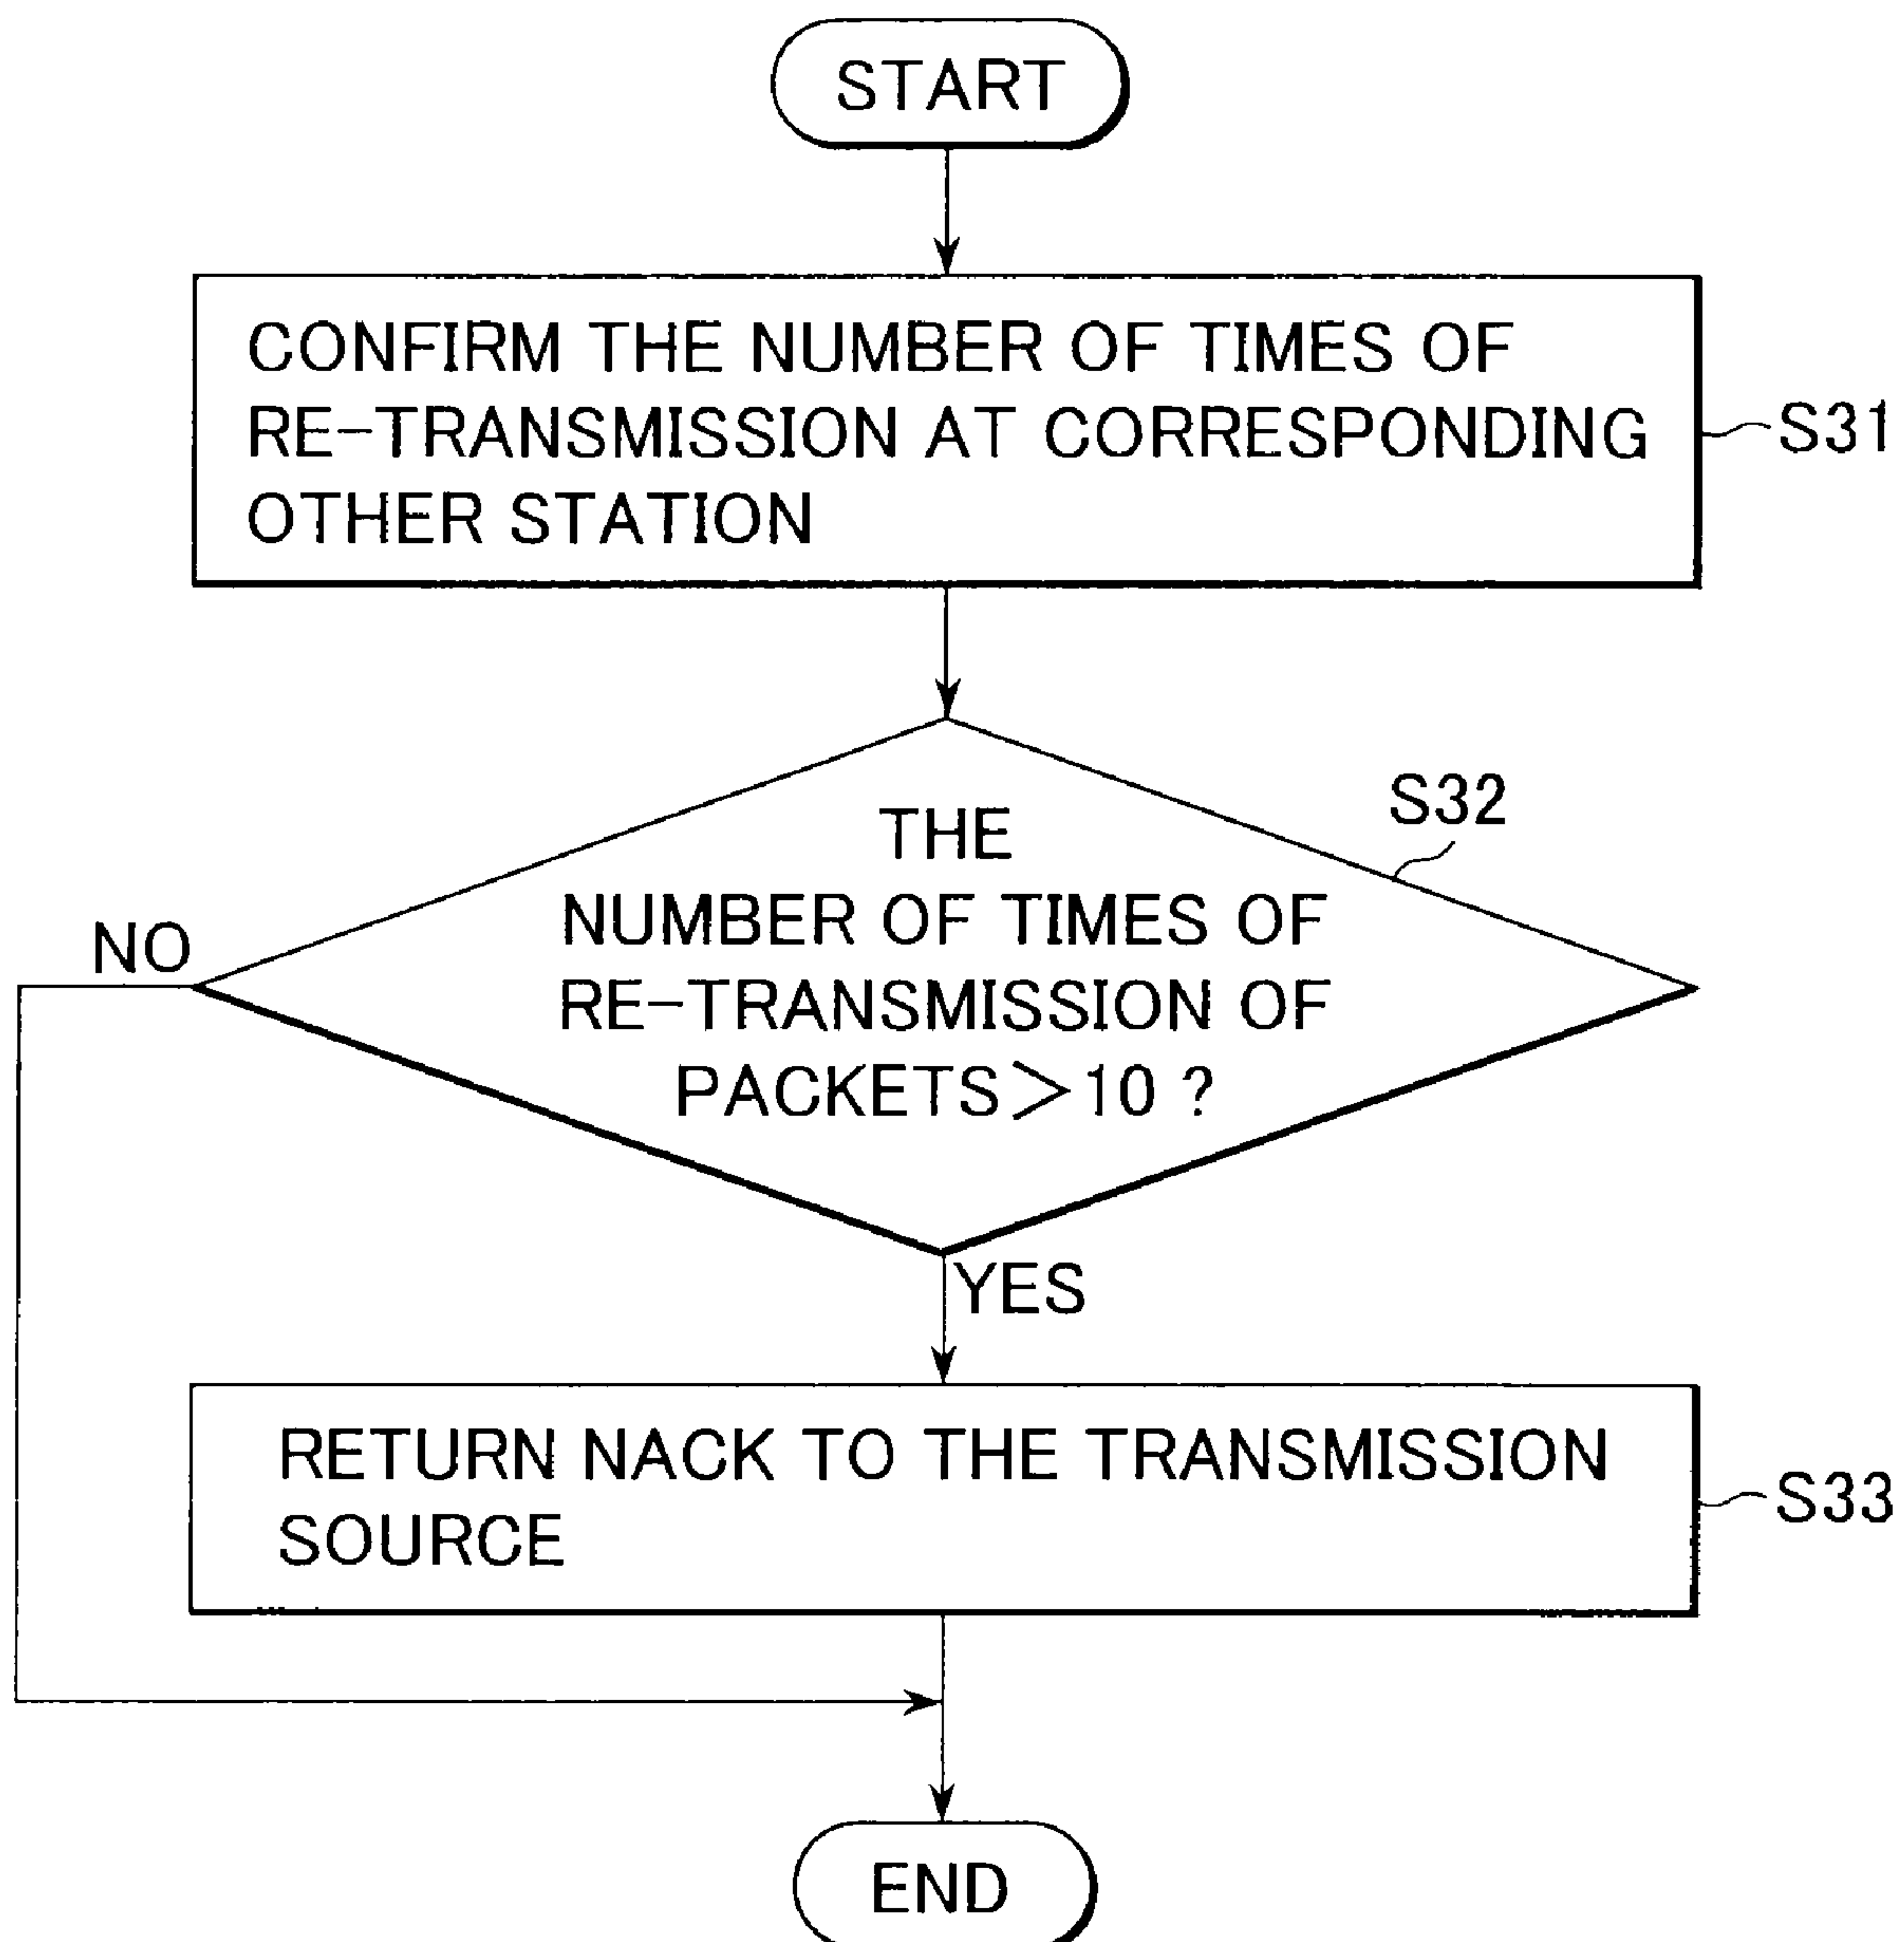 START
CONFIRM THE NUMBER OF TIMES OF
RE-TRANSMISSION AT CORRESPONDING
OTHER STATION
S31
S32
THE
NUMBER OF TIMES OF
RE-TRANSMISSION OF
PACKETS>10 ?
NO
YES
RETURN NACK TO THE TRANSMISSION
SOURCE
S33
END